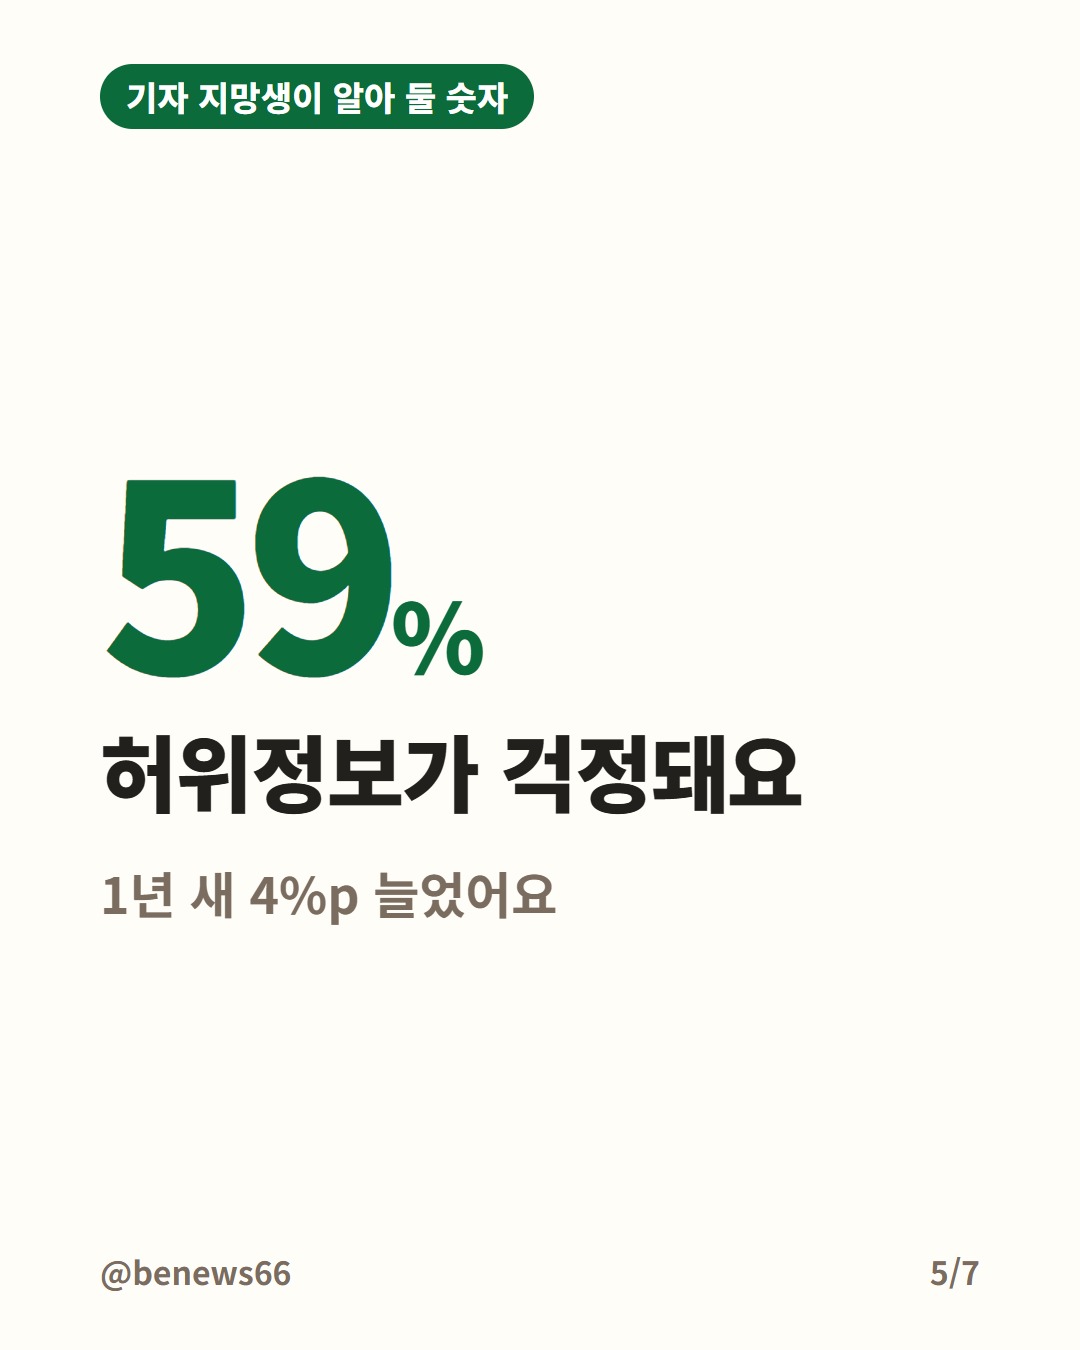 기자 지망생이 알아 둘 숫자
59%
허위정보가 걱정돼요
1년 새 4%p 늘었어요
@benews66
5/7